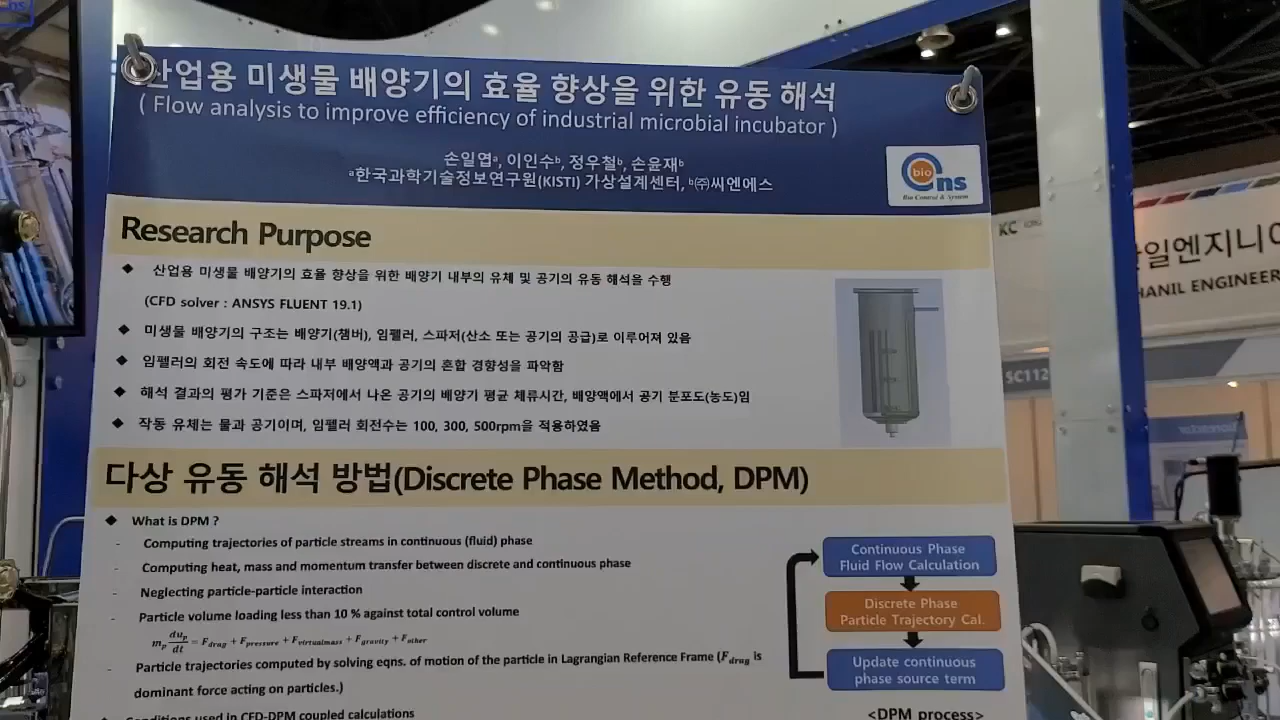 산업용 미생물 배양기의 효율 향상을 위한 유동 해석
( Flow analysis to improve efficiency of industrial microbial incubator )
손일엽ᵃ, 이인수ᵇ, 정우철ᵇ, 손윤재ᵇ
ᵃ한국과학기술정보연구원(KISTI) 가상설계센터, ᵇ㈜씨엔에스
bio
Cns
Bio Control & System
Research Purpose
◆ 산업용 미생물 배양기의 효율 향상을 위한 배양기 내부의 유체 및 공기의 유동 해석을 수행
(CFD solver : ANSYS FLUENT 19.1)
◆ 미생물 배양기의 구조는 배양기(챔버), 임펠러, 스파저(산소 또는 공기의 공급)로 이루어져 있음
◆ 임펠러의 회전 속도에 따라 내부 배양액과 공기의 혼합 경향성을 파악함
◆ 해석 결과의 평가 기준은 스파저에서 나온 공기의 배양기 평균 체류시간, 배양액에서 공기 분포도(농도)임
◆ 작동 유체는 물과 공기이며, 임펠러 회전수는 100, 300, 500rpm을 적용하였음
다상 유동 해석 방법(Discrete Phase Method, DPM)
◆ What is DPM ?
- Computing trajectories of particle streams in continuous (fluid) phase
- Computing heat, mass and momentum transfer between discrete and continuous phase
- Neglecting particle-particle interaction
- Particle volume loading less than 10 % against total control volume
m_p du_p/dt = F_drag + F_pressure + F_virtualmass + F_gravity + F_other
- Particle trajectories computed by solving eqns. of motion of the particle in Lagrangian Reference Frame (F_drag is
dominant force acting on particles.)
◆ Conditions used in CFD-DPM coupled calculations
Continuous Phase
Fluid Flow Calculation
Discrete Phase
Particle Trajectory Cal.
Update continuous
phase source term
<DPM process>
KC
일엔지니
HANIL ENGINEER
SC112